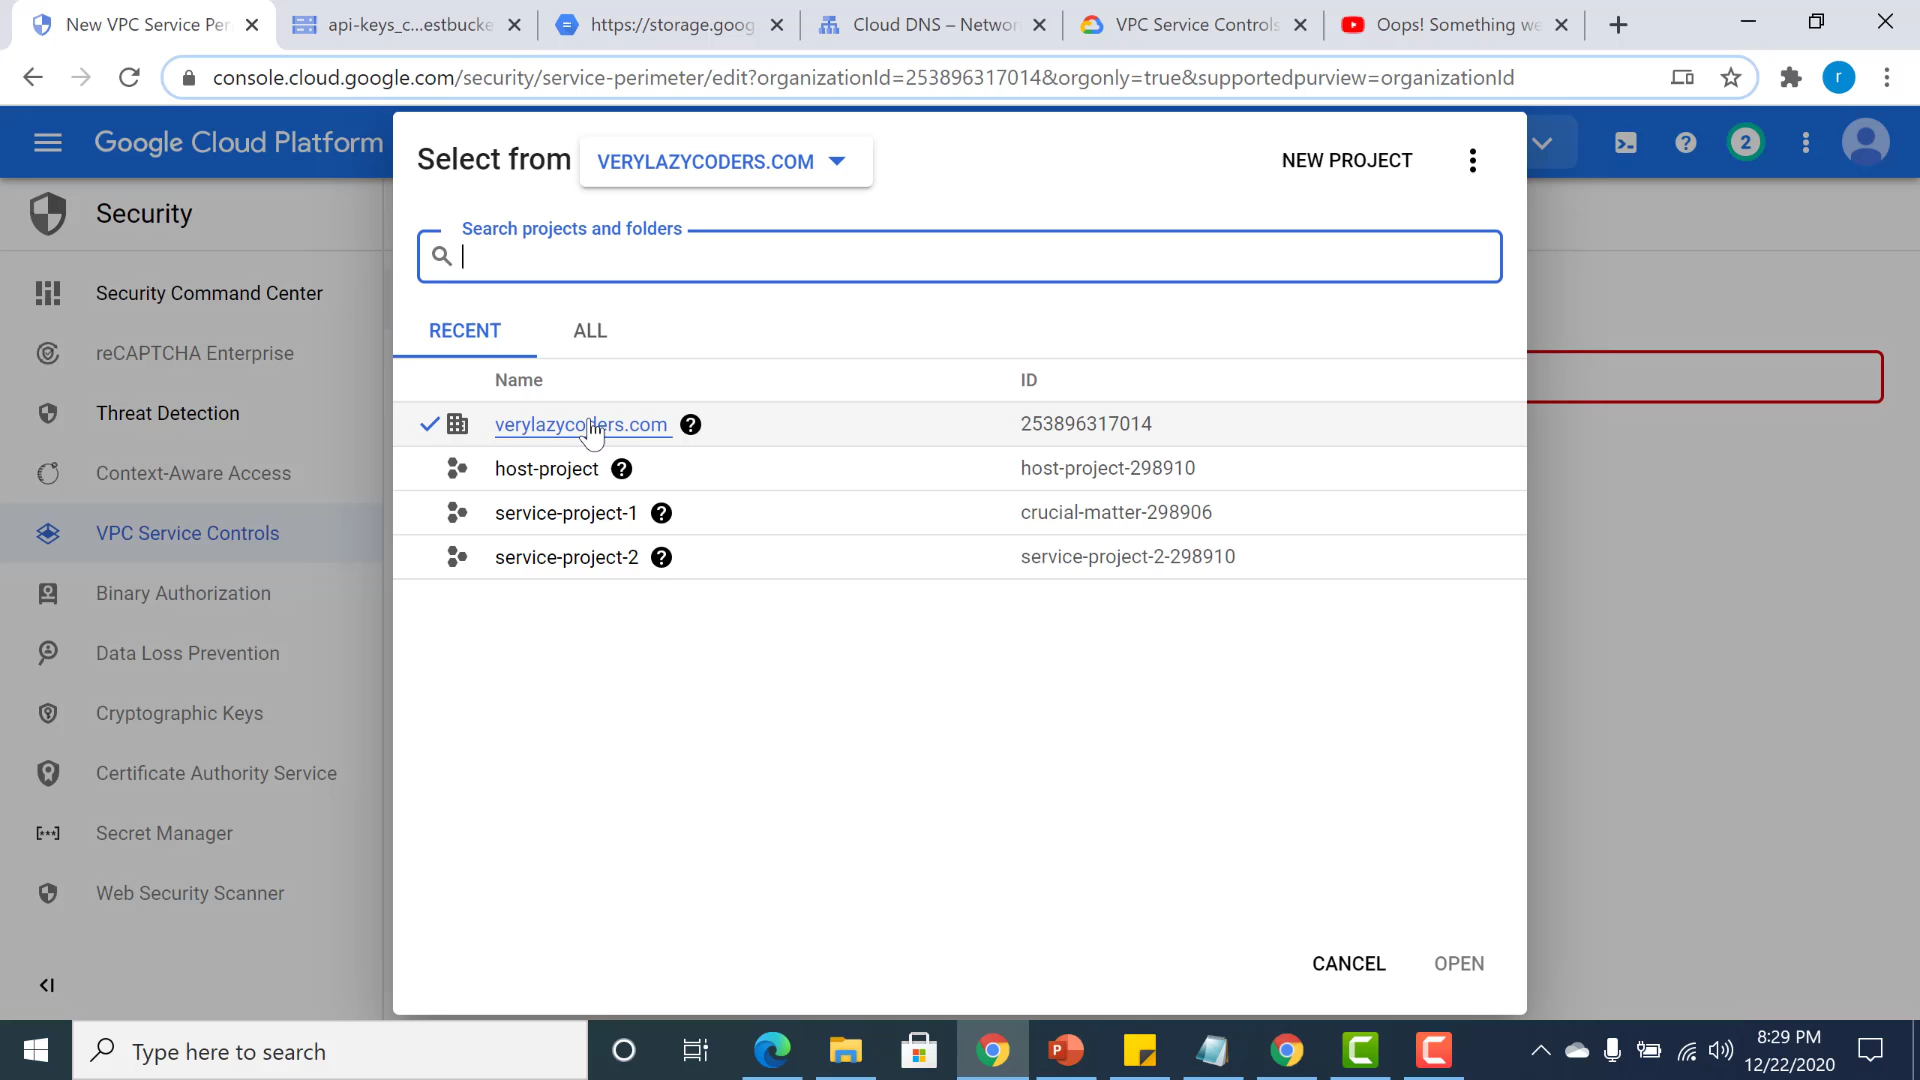 New VPC Service Per
api-keys_c...estbucke
https://storage.goog
Cloud DNS – Networ
VPC Service Controls
Oops! Something we
console.cloud.google.com/security/service-perimeter/edit?organizationId=253896317014&orgonly=true&supportedpurview=organizationId
r
Google Cloud Platform
2
Select from
VERYLAZYCODERS.COM
NEW PROJECT
Search projects and folders
RECENT
ALL
Name
ID
verylazycoders.com
253896317014
host-project
host-project-298910
service-project-1
crucial-matter-298906
service-project-2
service-project-2-298910
CANCEL
OPEN
Security
Security Command Center
reCAPTCHA Enterprise
Threat Detection
Context-Aware Access
VPC Service Controls
Binary Authorization
Data Loss Prevention
Cryptographic Keys
Certificate Authority Service
Secret Manager
Web Security Scanner
Type here to search
8:29 PM
12/22/2020